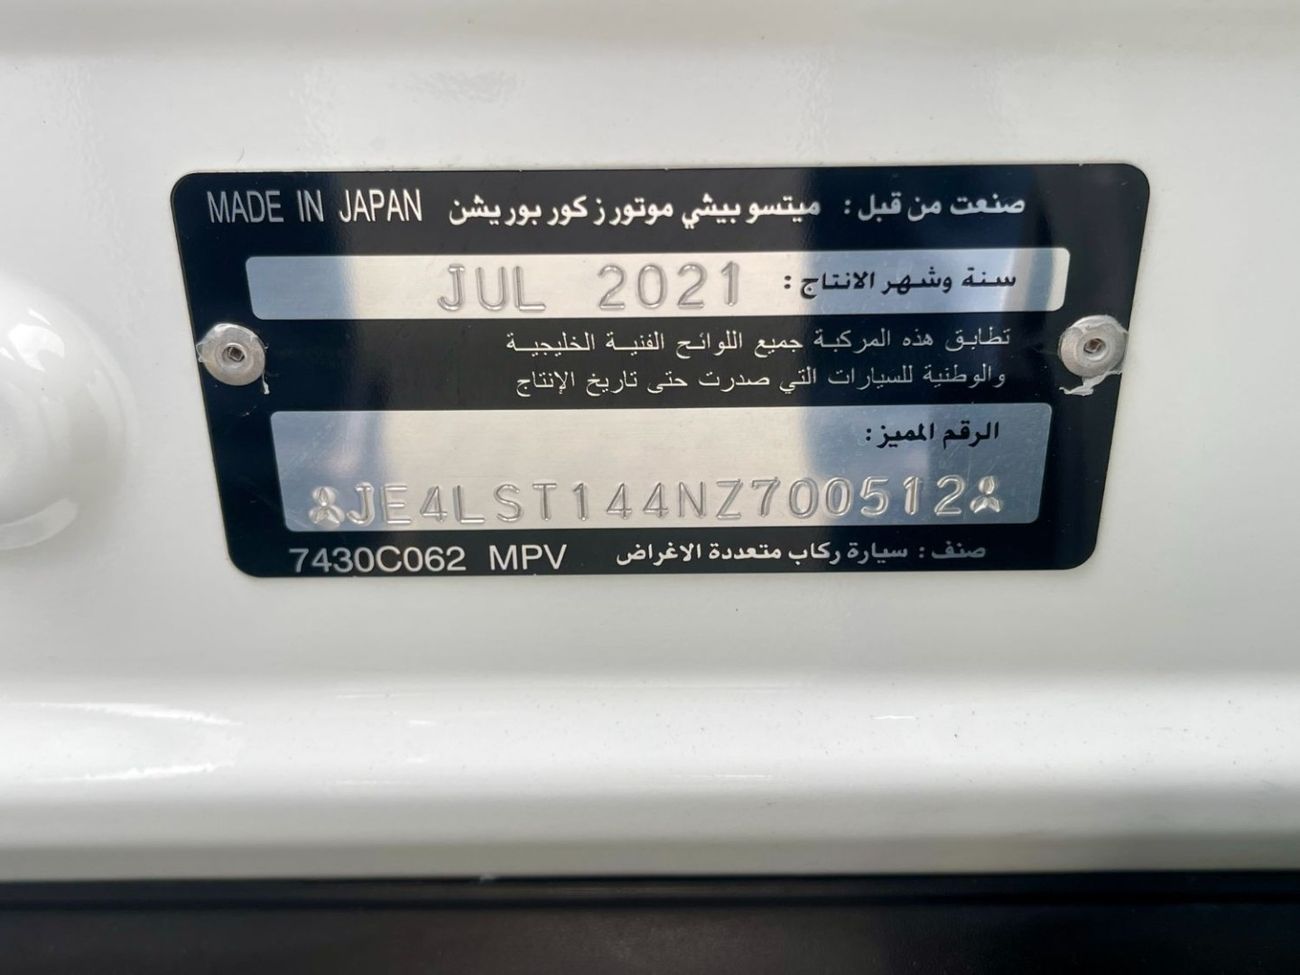 صنعت من قبل: ميتسوبيشي موتورز كوربوريشن MADE IN JAPAN
سنة وشهر الانتاج: JUL 2021
تطابق هذه المركبة جميع اللوائح الفنية الخليجية
والوطنية للسيارات التي صدرت حتى تاريخ الإنتاج
الرقم المميز:
JE4LST144NZ700512
صنف: سيارة ركاب متعددة الاغراض 7430C062 MPV